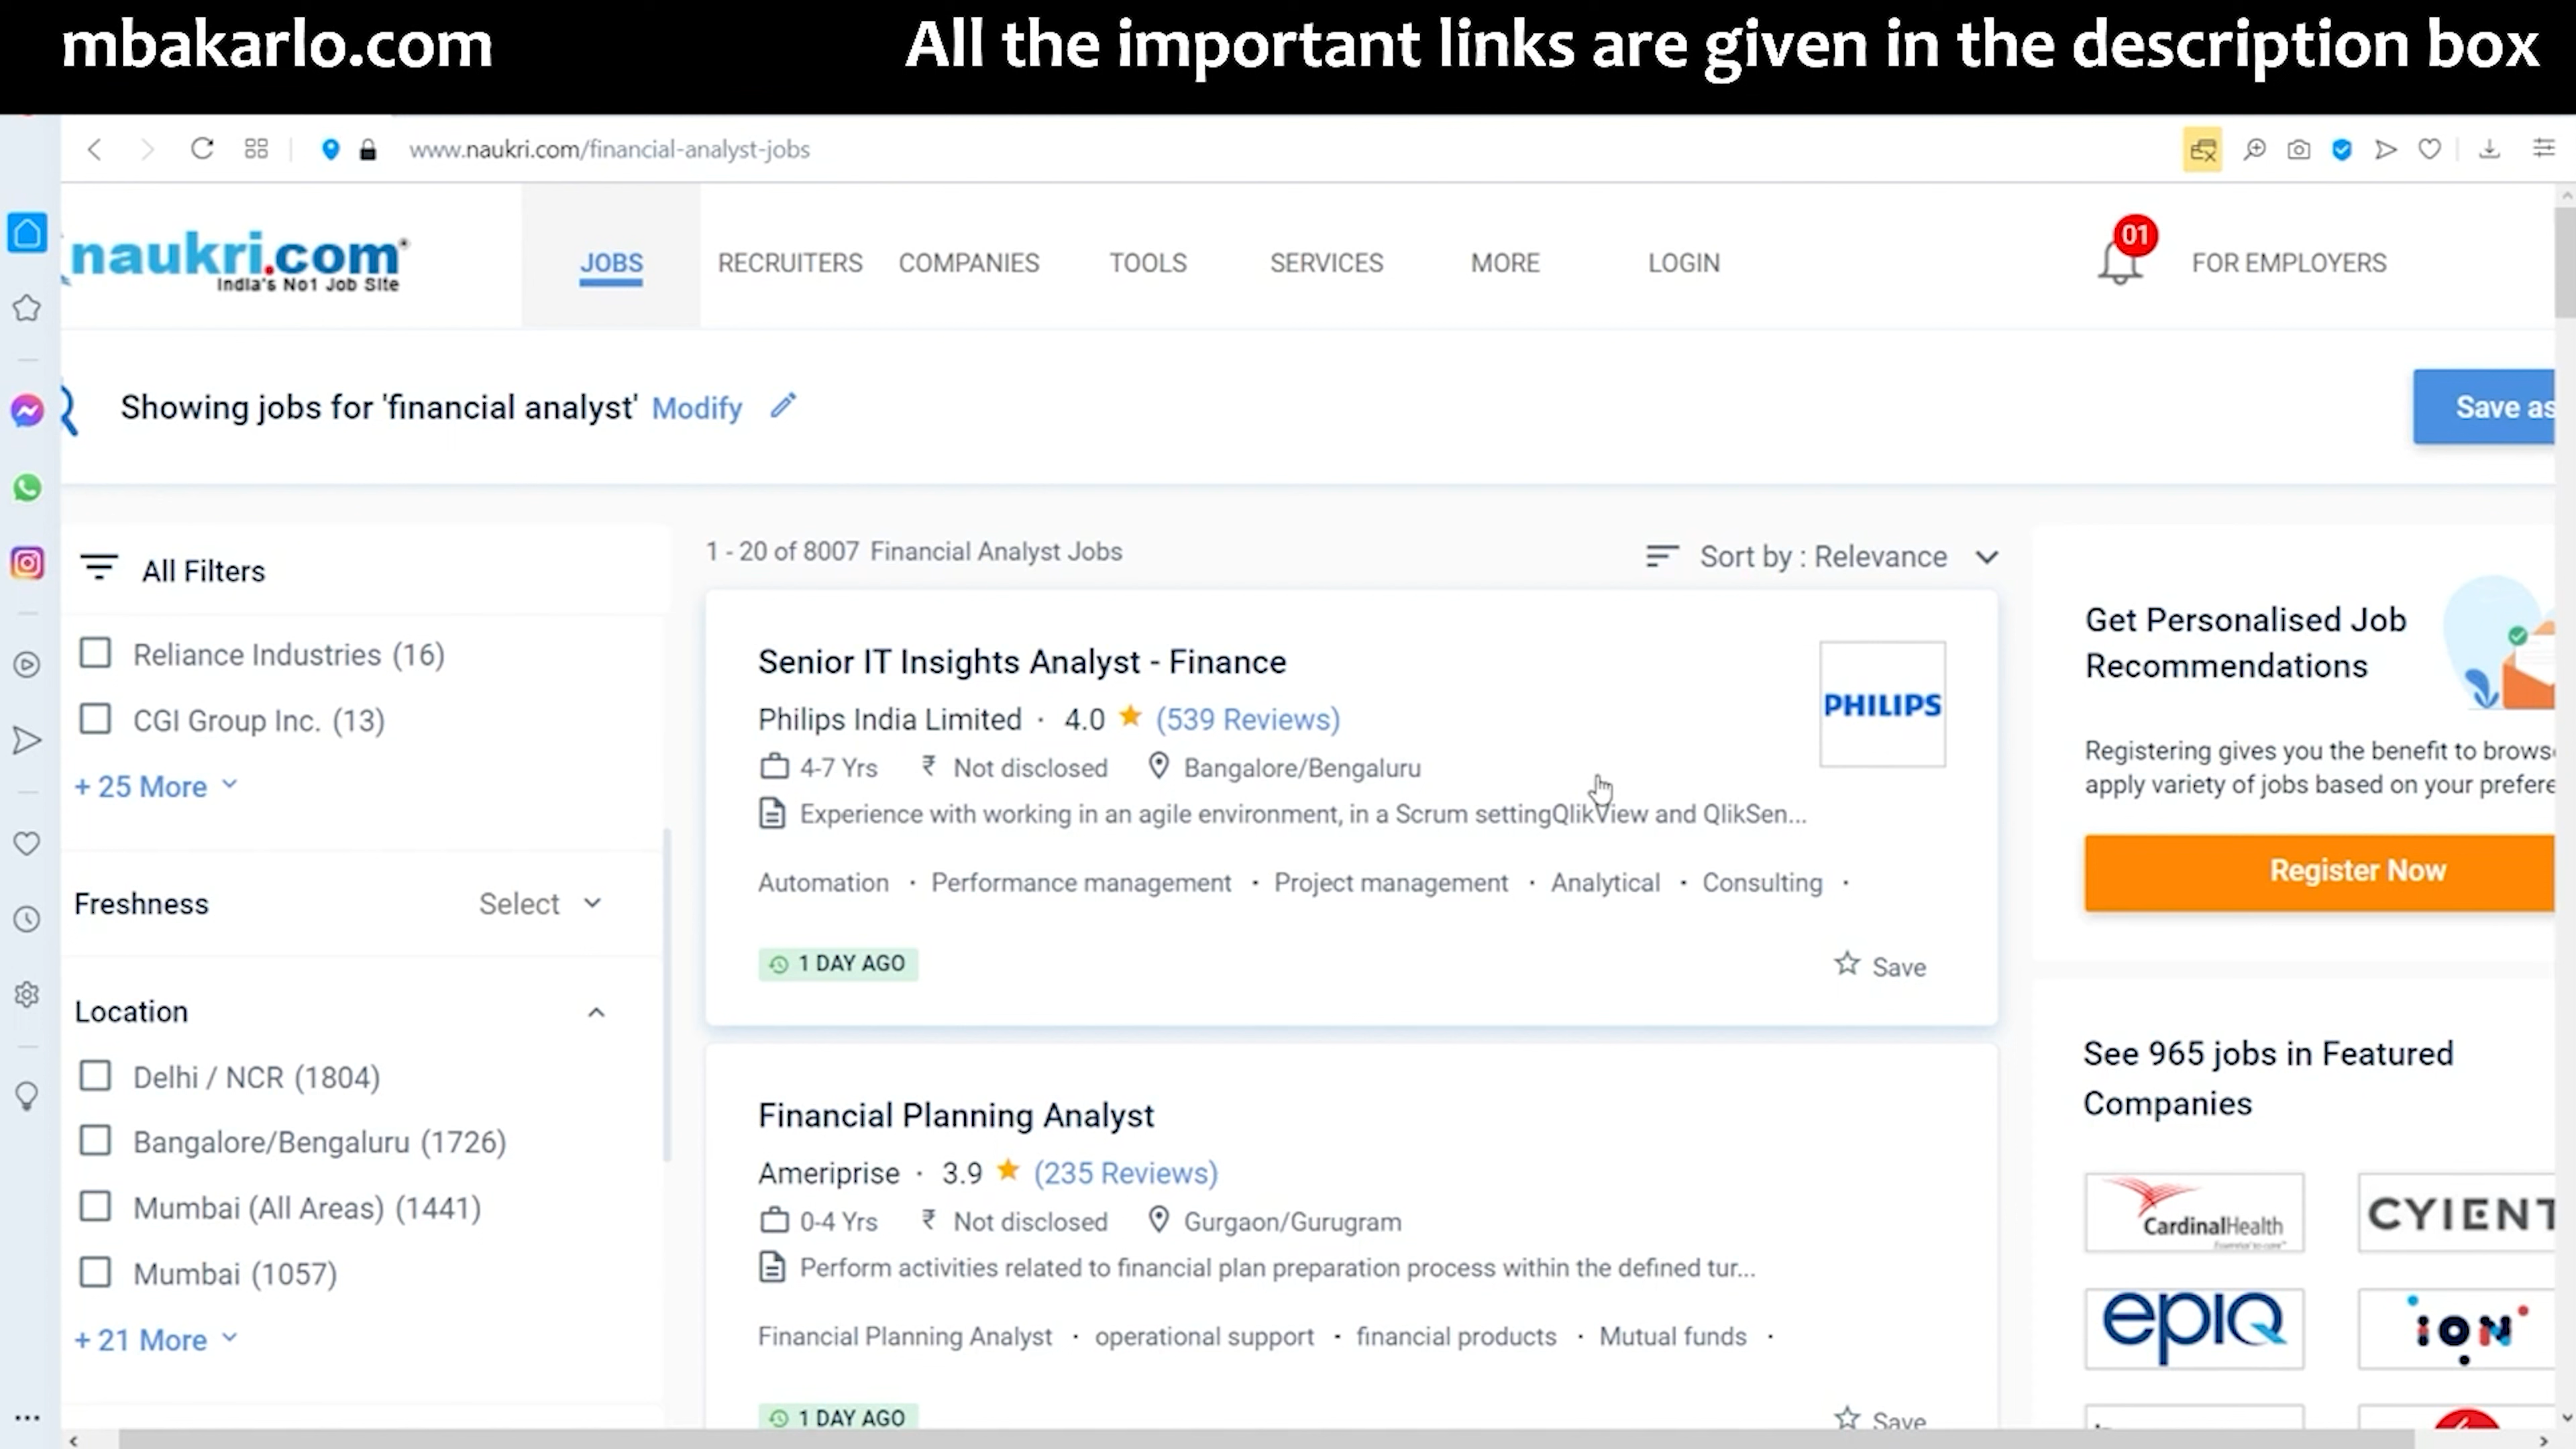 mbakarlo.com
All the important links are given in the description box
www.naukri.com/financial-analyst-jobs
naukri.com
India's No1 Job Site
JOBS
RECRUITERS
COMPANIES
TOOLS
SERVICES
MORE
LOGIN
01
FOR EMPLOYERS
Showing jobs for 'financial analyst' Modify
Save as
All Filters
Reliance Industries (16)
CGI Group Inc. (13)
+ 25 More
Freshness
Select
Location
Delhi / NCR (1804)
Bangalore/Bengaluru (1726)
Mumbai (All Areas) (1441)
Mumbai (1057)
+ 21 More
1 - 20 of 8007 Financial Analyst Jobs
Sort by : Relevance
Senior IT Insights Analyst - Finance
Philips India Limited · 4.0 ★ (539 Reviews)
4-7 Yrs ₹ Not disclosed Bangalore/Bengaluru
Experience with working in an agile environment, in a Scrum settingQlikView and QlikSen...
Automation · Performance management · Project management · Analytical · Consulting ·
1 DAY AGO
Save
PHILIPS
Financial Planning Analyst
Ameriprise · 3.9 ★ (235 Reviews)
0-4 Yrs ₹ Not disclosed Gurgaon/Gurugram
Perform activities related to financial plan preparation process within the defined tur...
Financial Planning Analyst · operational support · financial products · Mutual funds ·
1 DAY AGO
Save
Get Personalised Job
Recommendations
Registering gives you the benefit to brows
apply variety of jobs based on your prefere
Register Now
See 965 jobs in Featured
Companies
CardinalHealth
CYIENT
epiq
ION